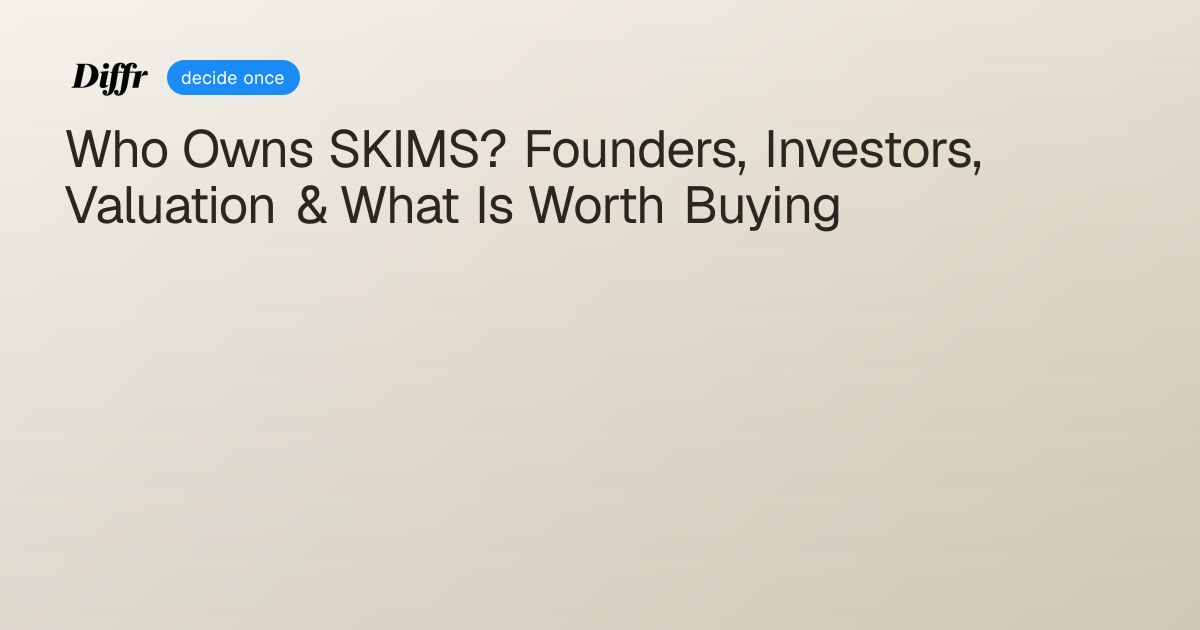 Diffr decide once
Who Owns SKIMS? Founders, Investors,
Valuation & What Is Worth Buying